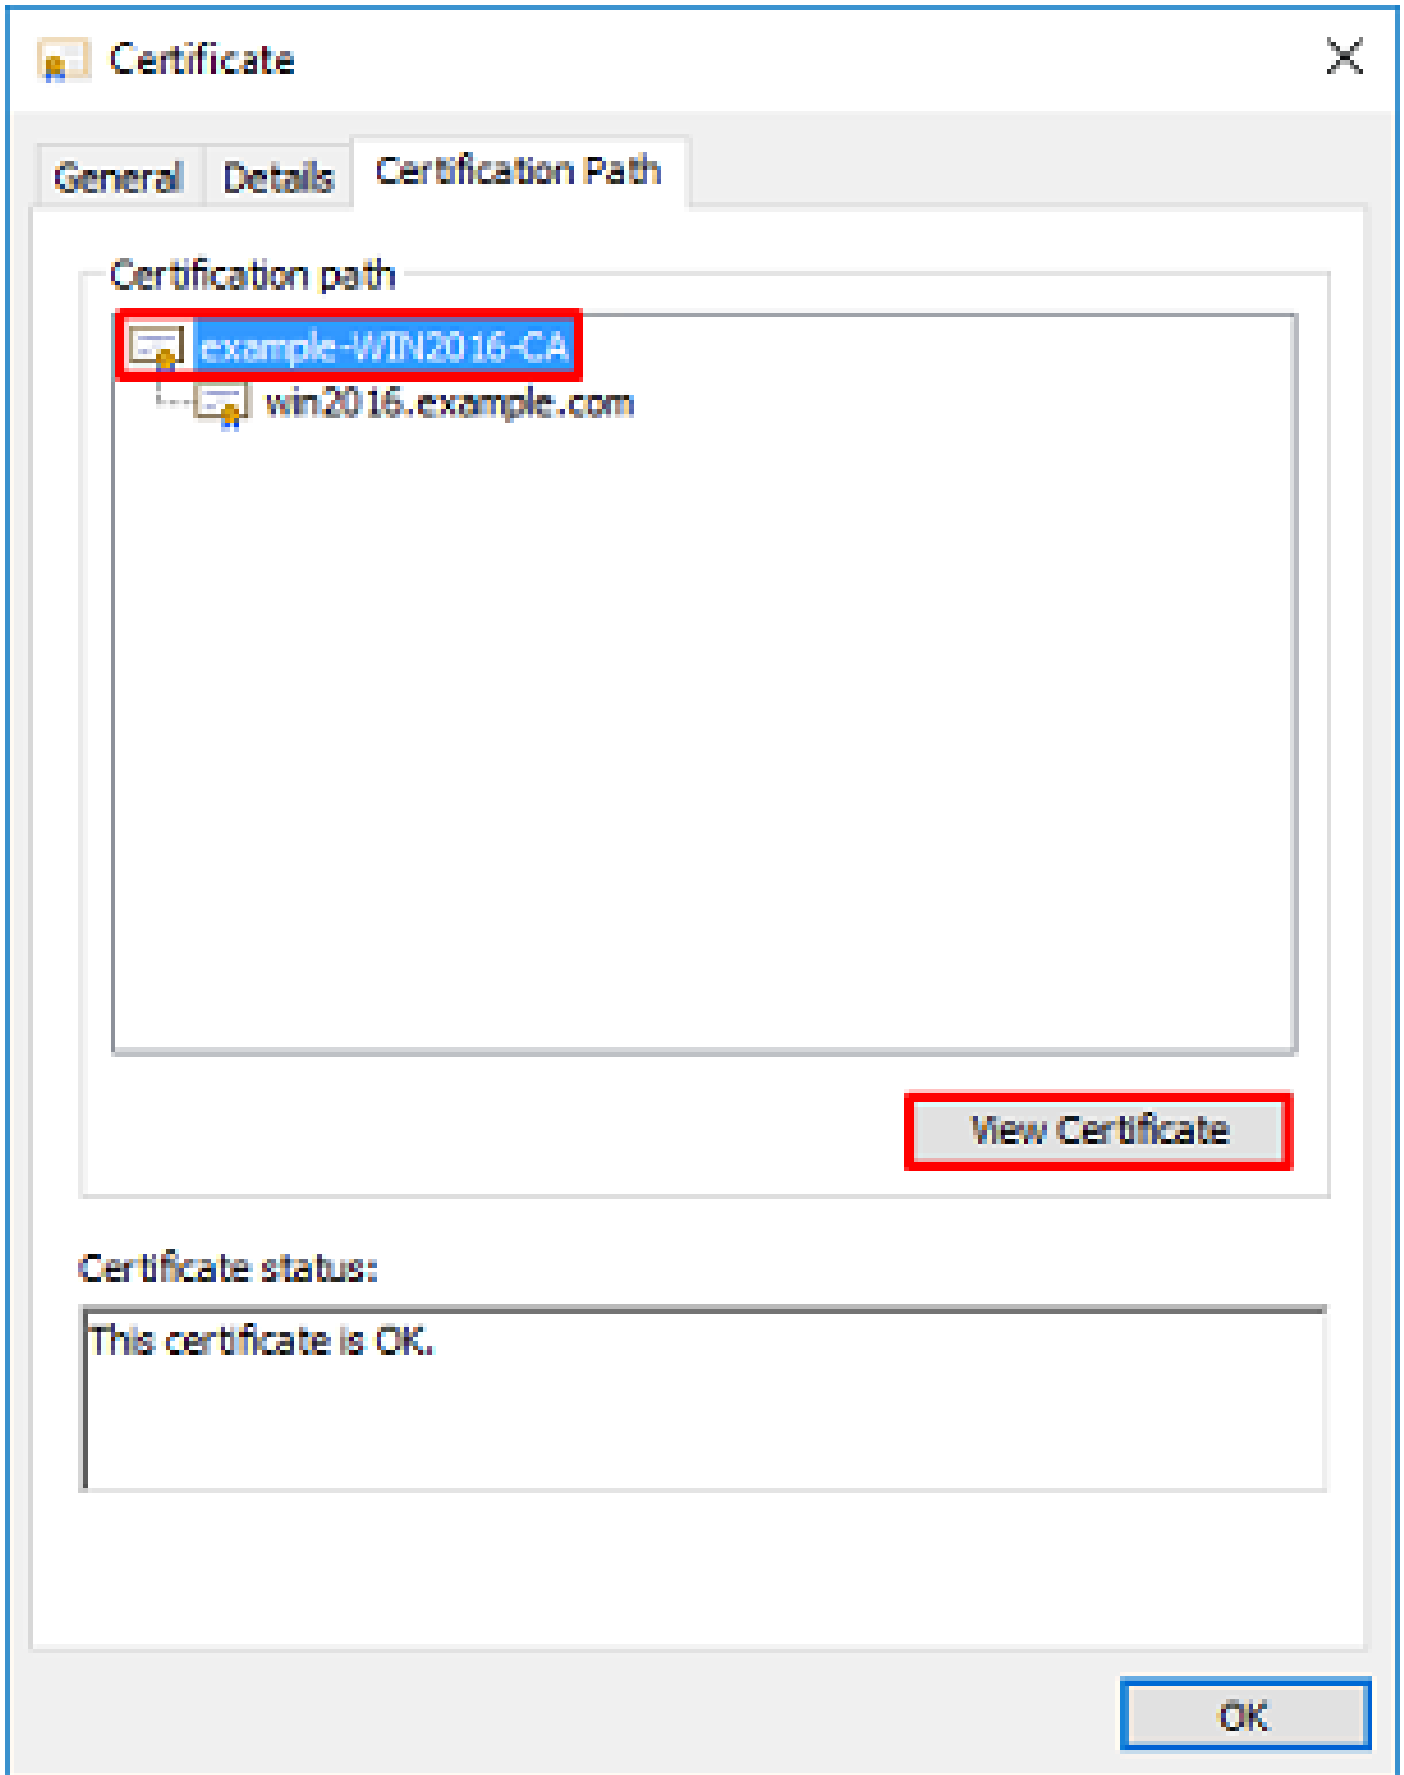 Certificate
General Details Certification Path
Certification path
example-WIN2016-CA
win2016.example.com
View Certificate
Certificate status:
This certificate is OK.
OK